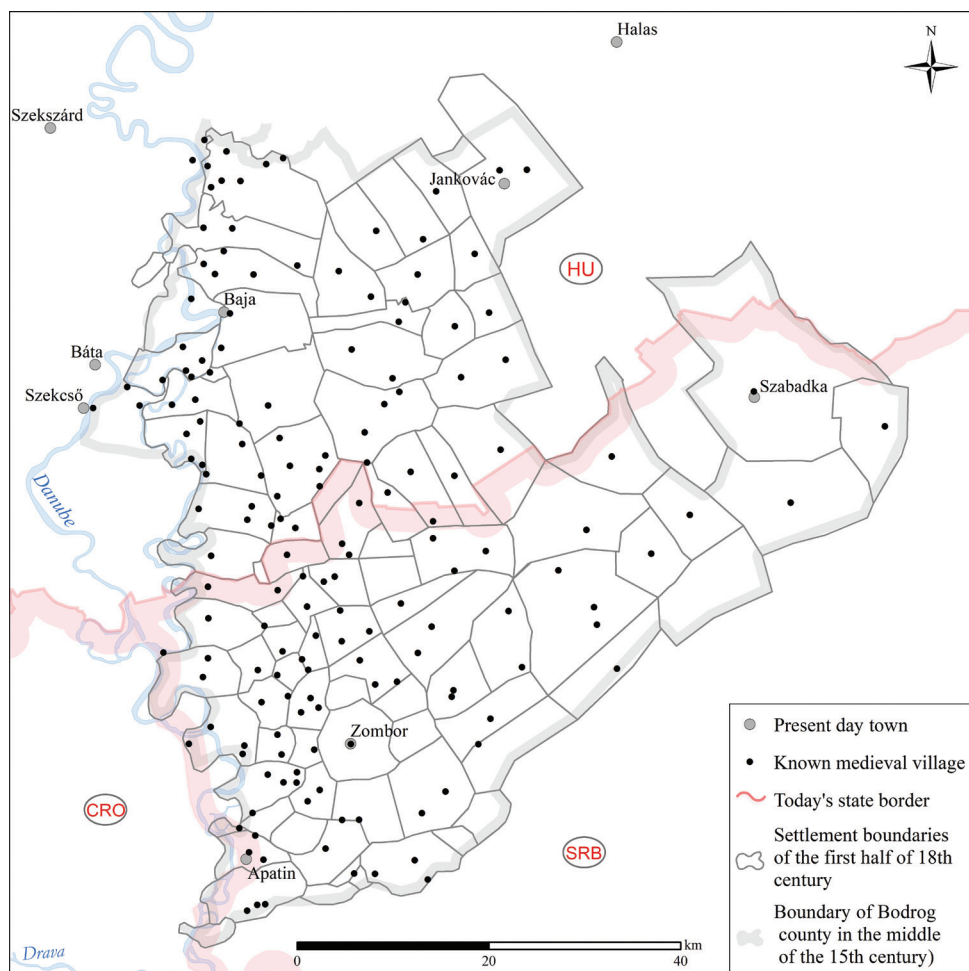 Halas
N
Szekszárd
Jankovác
HU
Baja
Báta
Szabadka
Szekcső
Danube
Zombor
CRO
SRB
Apatin
Drava
0
20
40
km
Present day town
Known medieval village
Today's state border
Settlement boundaries
of the first half of 18th
century
Boundary of Bodrog
county in the middle
of the 15th century)